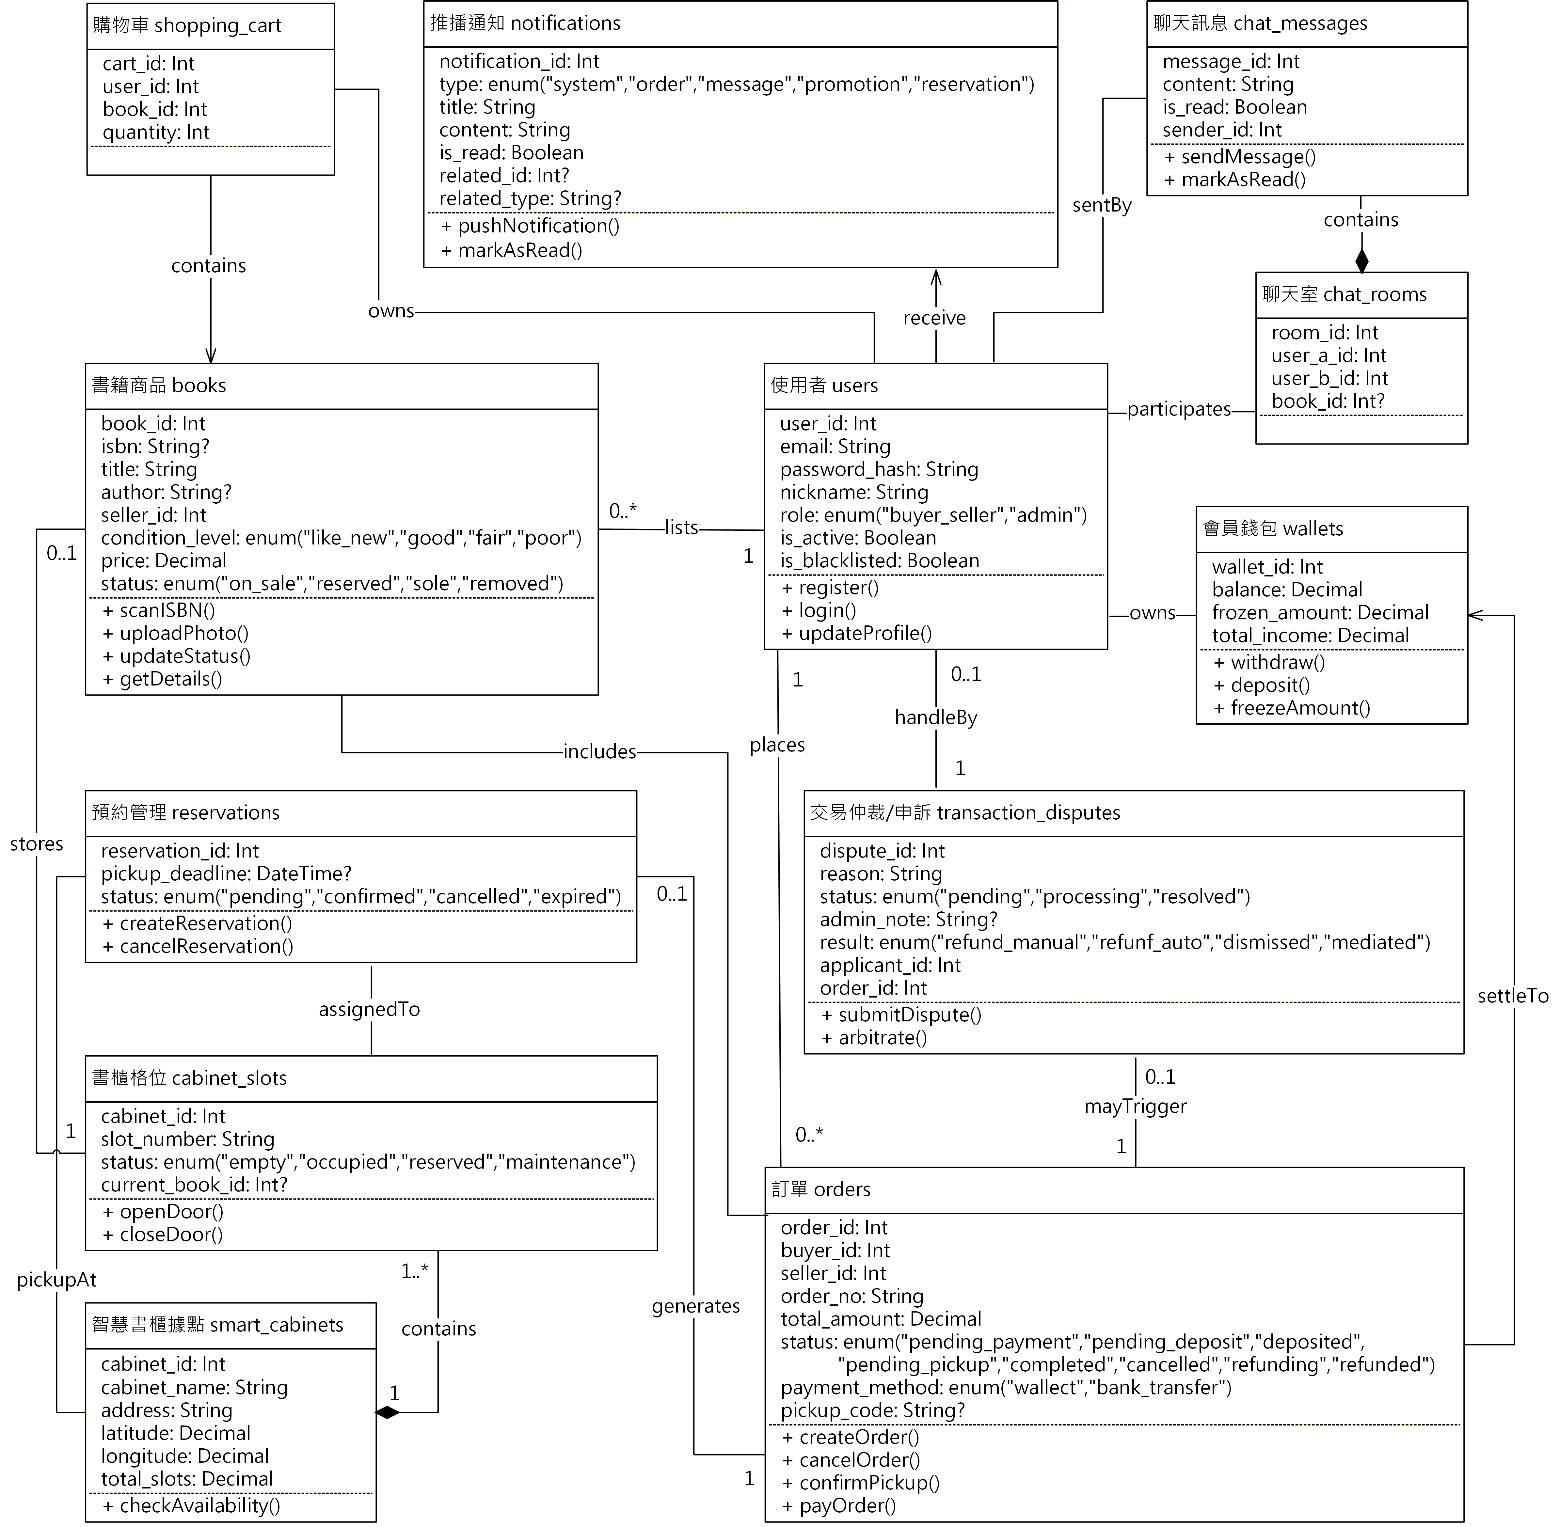 購物車 shopping_cart
cart_id: Int
user_id: Int
book_id: Int
quantity: Int
推播通知 notifications
notification_id: Int
type: enum("system","order","message","promotion","reservation")
title: String
content: String
is_read: Boolean
related_id: Int?
related_type: String?
+ pushNotification()
+ markAsRead()
聊天訊息 chat_messages
message_id: Int
content: String
is_read: Boolean
sender_id: Int
+ sendMessage()
+ markAsRead()
sentBy
contains
contains
owns
receive
聊天室 chat_rooms
room_id: Int
user_a_id: Int
user_b_id: Int
book_id: Int?
書籍商品 books
book_id: Int
isbn: String?
title: String
author: String?
seller_id: Int
condition_level: enum("like_new","good","fair","poor")
price: Decimal
status: enum("on_sale","reserved","sole","removed")
+ scanISBN()
+ uploadPhoto()
+ updateStatus()
+ getDetails()
0..*
lists
1
使用者 users
user_id: Int
email: String
password_hash: String
nickname: String
role: enum("buyer_seller","admin")
is_active: Boolean
is_blacklisted: Boolean
+ register()
+ login()
+ updateProfile()
participates
owns
會員錢包 wallets
wallet_id: Int
balance: Decimal
frozen_amount: Decimal
total_income: Decimal
+ withdraw()
+ deposit()
+ freezeAmount()
0..1
1
0..1
handleBy
1
places
includes
stores
預約管理 reservations
reservation_id: Int
pickup_deadline: DateTime?
status: enum("pending","confirmed","cancelled","expired")
+ createReservation()
+ cancelReservation()
0..1
交易仲裁/申訴 transaction_disputes
dispute_id: Int
reason: String
status: enum("pending","processing","resolved")
admin_note: String?
result: enum("refund_manual","refunf_auto","dismissed","mediated")
applicant_id: Int
order_id: Int
+ submitDispute()
+ arbitrate()
settleTo
assignedTo
書櫃格位 cabinet_slots
cabinet_id: Int
slot_number: String
status: enum("empty","occupied","reserved","maintenance")
current_book_id: Int?
+ openDoor()
+ closeDoor()
1
0..1
mayTrigger
1
0..*
pickupAt
1..*
contains
1
generates
1
智慧書櫃據點 smart_cabinets
cabinet_id: Int
cabinet_name: String
address: String
latitude: Decimal
longitude: Decimal
total_slots: Decimal
+ checkAvailability()
訂單 orders
order_id: Int
buyer_id: Int
seller_id: Int
order_no: String
total_amount: Decimal
status: enum("pending_payment","pending_deposit","deposited",
"pending_pickup","completed","cancelled","refunding","refunded")
payment_method: enum("wallect","bank_transfer")
pickup_code: String?
+ createOrder()
+ cancelOrder()
+ confirmPickup()
+ payOrder()